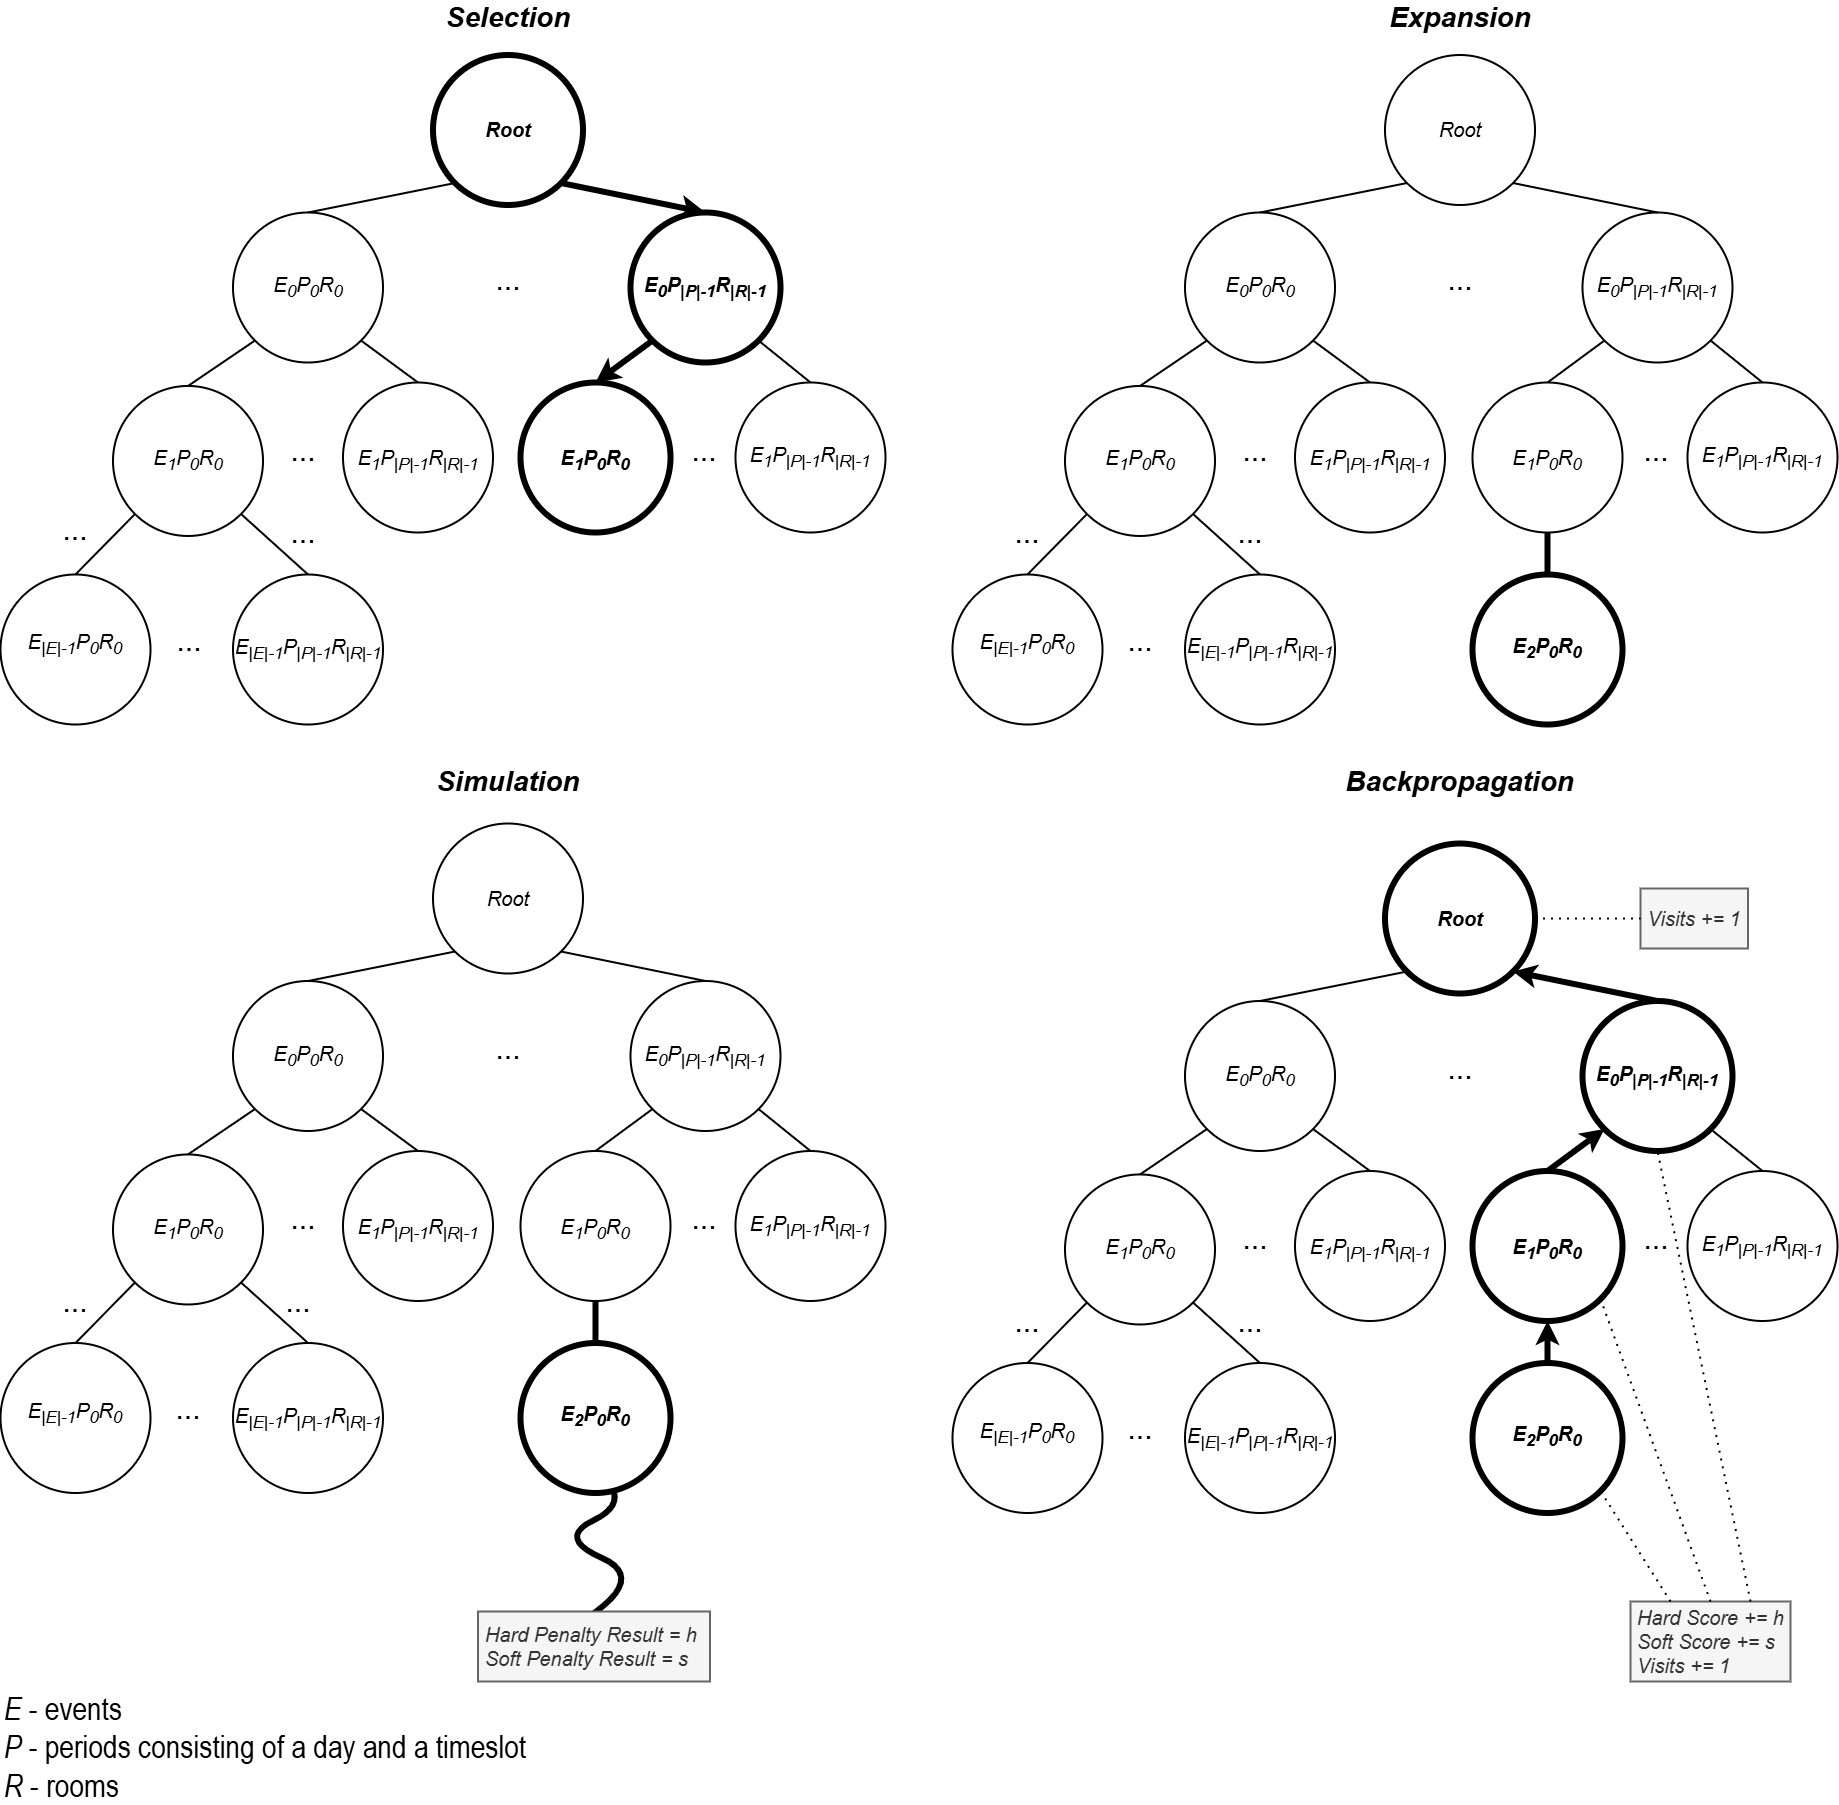 Selection
Root
E0P0R0
...
E0P|P|-1R|R|-1
E1P0R0
...
E1P|P|-1R|R|-1
E1P0R0
...
E1P|P|-1R|R|-1
...
...
E|E|-1P0R0
...
E|E|-1P|P|-1R|R|-1
Expansion
Root
E0P0R0
...
E0P|P|-1R|R|-1
E1P0R0
...
E1P|P|-1R|R|-1
E1P0R0
...
E1P|P|-1R|R|-1
...
...
E|E|-1P0R0
...
E|E|-1P|P|-1R|R|-1
E2P0R0
Simulation
Root
E0P0R0
...
E0P|P|-1R|R|-1
E1P0R0
...
E1P|P|-1R|R|-1
E1P0R0
...
E1P|P|-1R|R|-1
...
...
E|E|-1P0R0
...
E|E|-1P|P|-1R|R|-1
E2P0R0
Hard Penalty Result = h
Soft Penalty Result = s
Backpropagation
Root
Visits += 1
E0P0R0
...
E0P|P|-1R|R|-1
E1P0R0
...
E1P|P|-1R|R|-1
E1P0R0
...
E1P|P|-1R|R|-1
...
...
E|E|-1P0R0
...
E|E|-1P|P|-1R|R|-1
E2P0R0
Hard Score += h
Soft Score += s
Visits += 1
E - events
P - periods consisting of a day and a timeslot
R - rooms